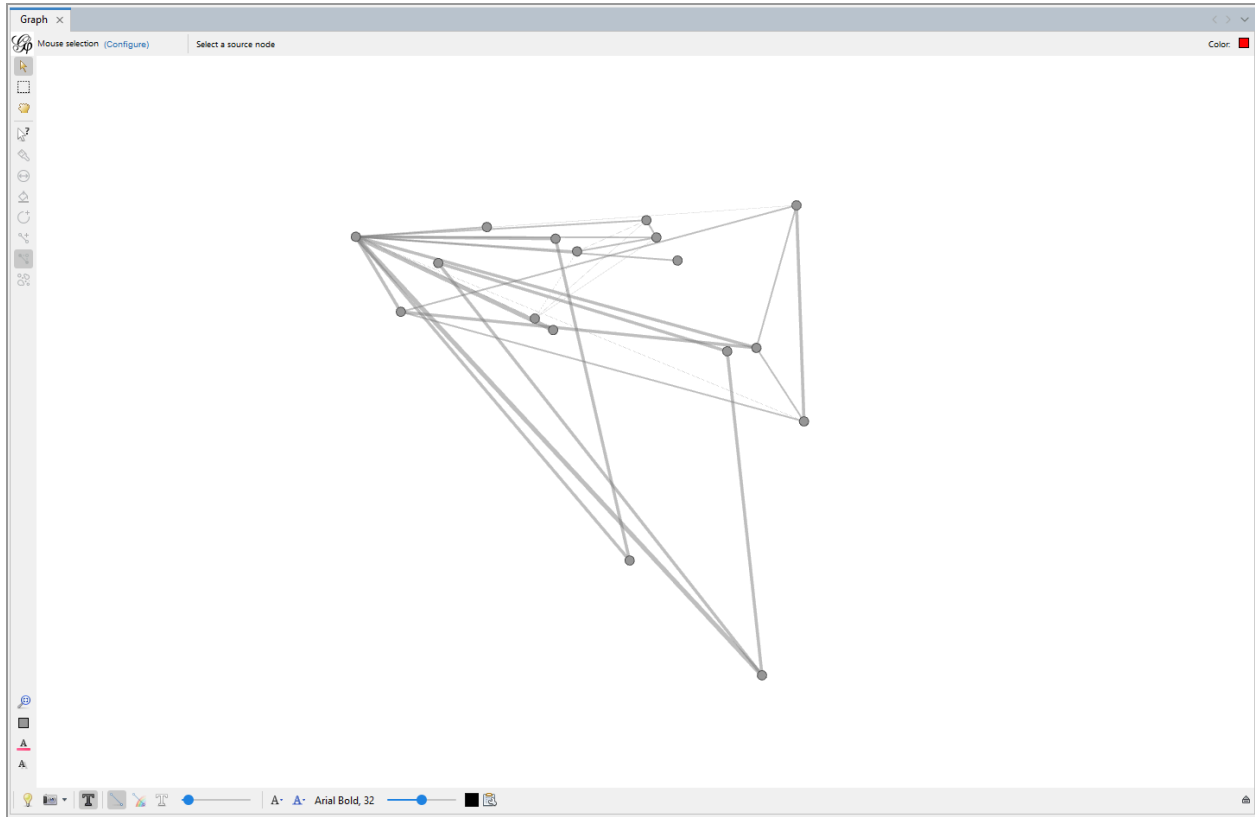 Graph
Mouse selection (Configure) Select a source node Color:
T T
A A Arial Bold, 32
A
A